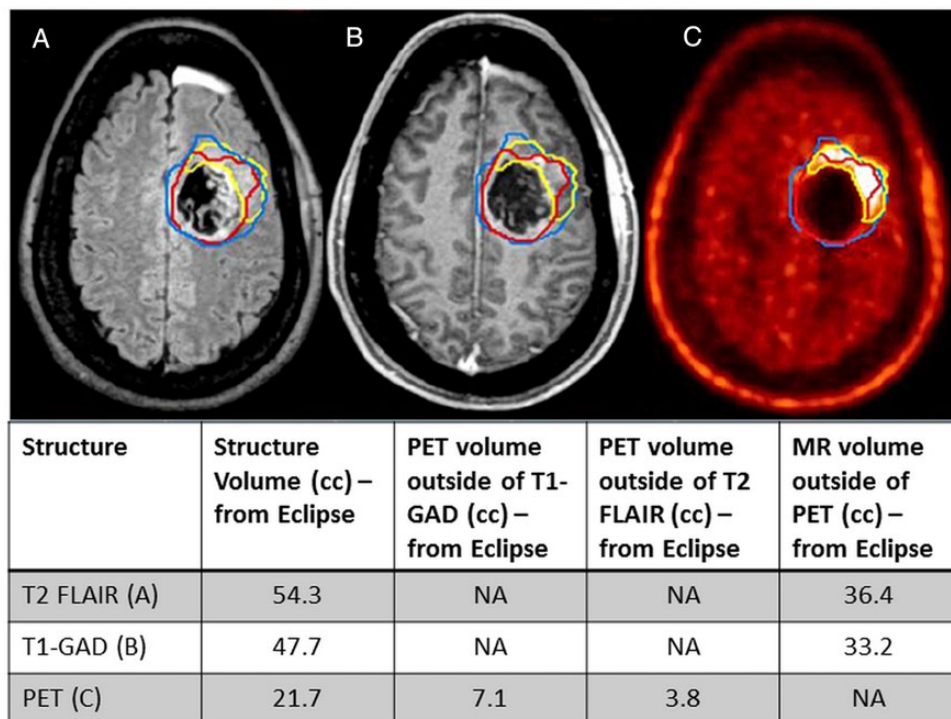 A B C
Structure Structure PET volume PET volume MR volume
Volume (cc) – outside of T1- outside of T2 outside of
from Eclipse GAD (cc) – FLAIR (cc) – PET (cc) –
from Eclipse from Eclipse from Eclipse
T2 FLAIR (A) 54.3 NA NA 36.4
T1-GAD (B) 47.7 NA NA 33.2
PET (C) 21.7 7.1 3.8 NA